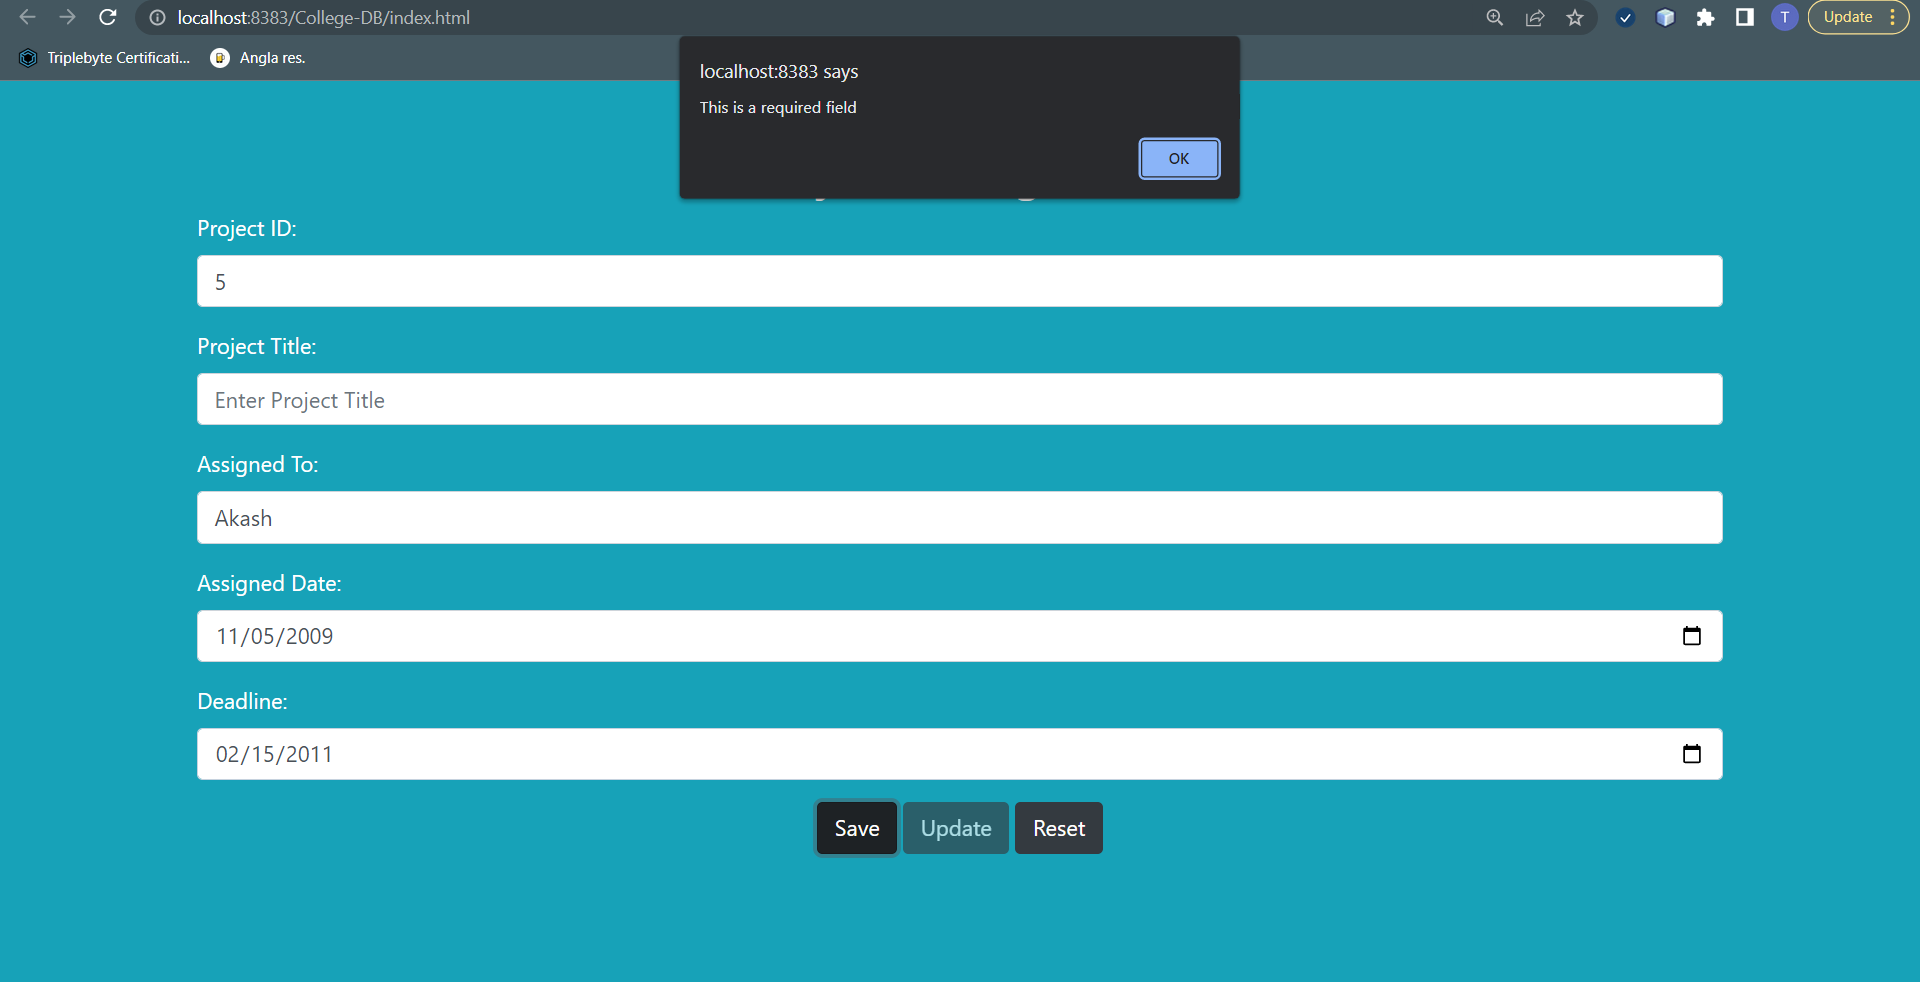 localhost:8383/College-DB/index.html
T
Update
Triplebyte Certificati...
Angla res.
localhost:8383 says
This is a required field
OK
Project ID:
5
Project Title:
Enter Project Title
Assigned To:
Akash
Assigned Date:
11/05/2009
Deadline:
02/15/2011
Save Update Reset